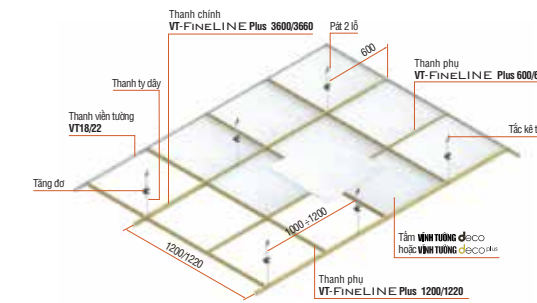 Thanh chính
VT-FINELINE Plus 3600/3660
Pát 2 lỗ
600
Thanh phụ
VT-FINELINE Plus 600/6
Thanh ty dây
Thanh viền tường
VT18/22
Tắc kê t
Tăng đơ
1000÷1200
1200/1220
Tấm VĨNH TƯỜNG deco
hoặc VĨNH TƯỜNG deco plus
Thanh phụ
VT-FINELINE Plus 1200/1220